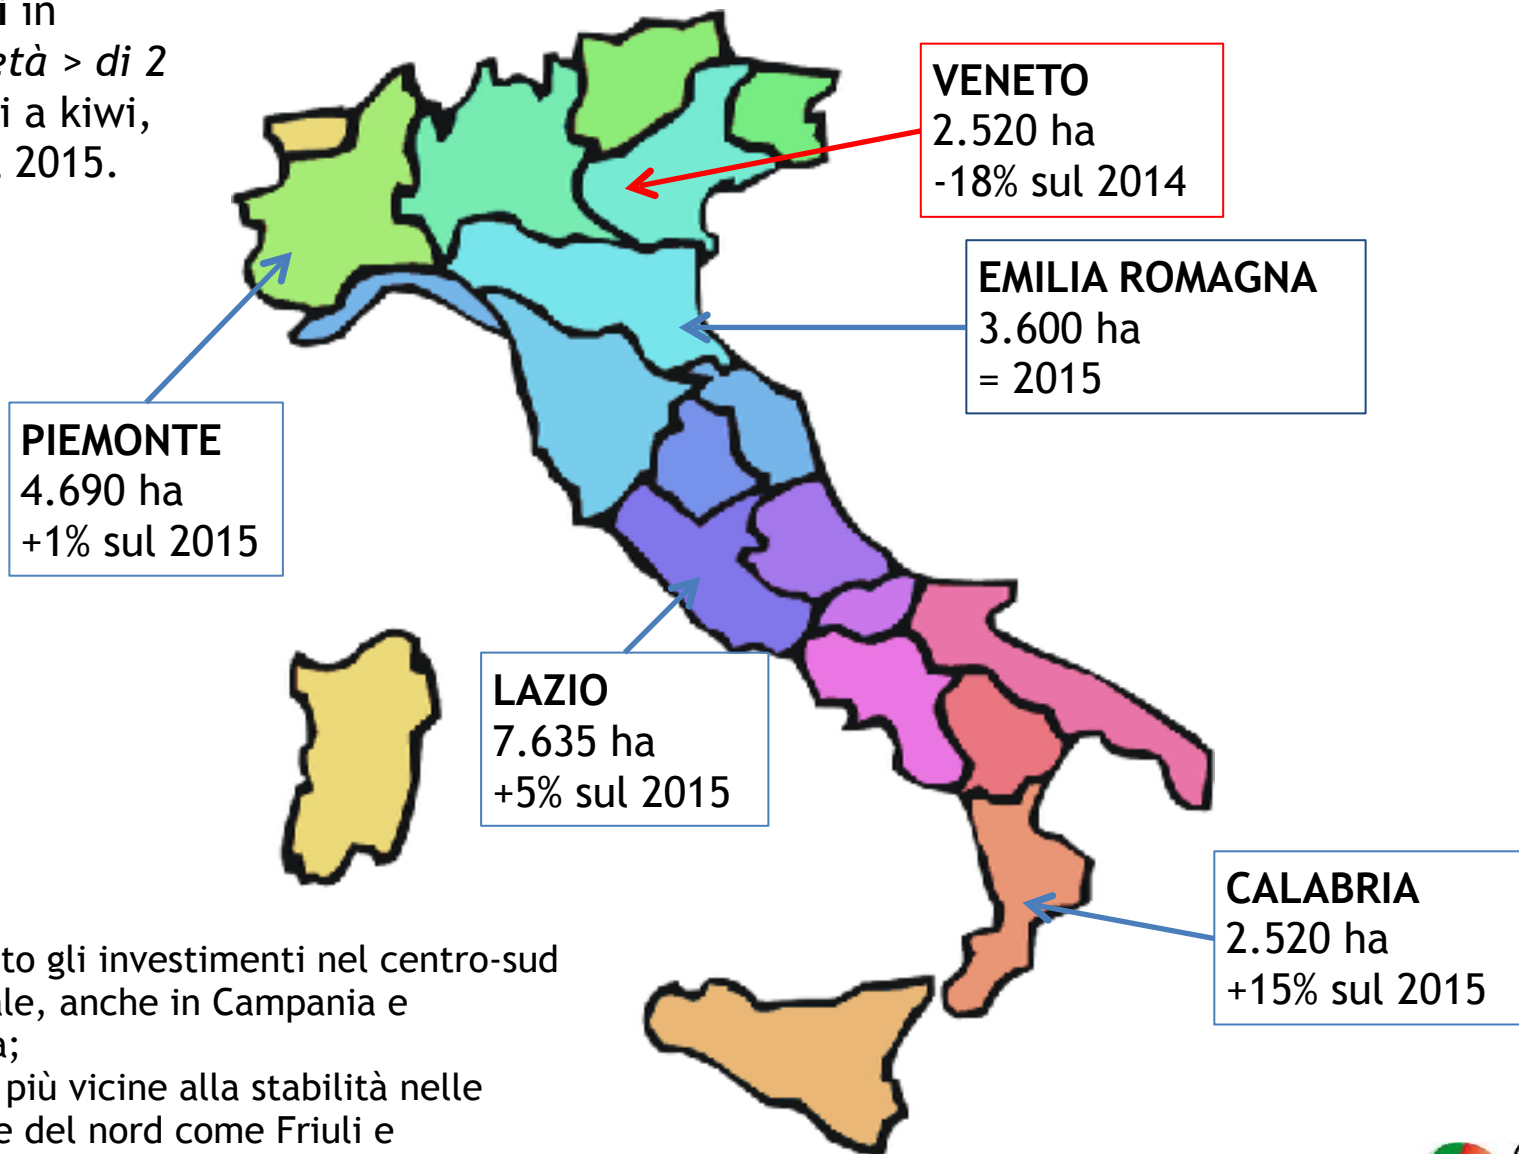 i in
età > di 2
i a kiwi,
2015.
VENETO
2.520 ha
-18% sul 2014
EMILIA ROMAGNA
3.600 ha
= 2015
PIEMONTE
4.690 ha
+1% sul 2015
LAZIO
7.635 ha
+5% sul 2015
CALABRIA
2.520 ha
+15% sul 2015
to gli investimenti nel centro-sud
ale, anche in Campania e
a;
più vicine alla stabilità nelle
e del nord come Friuli e